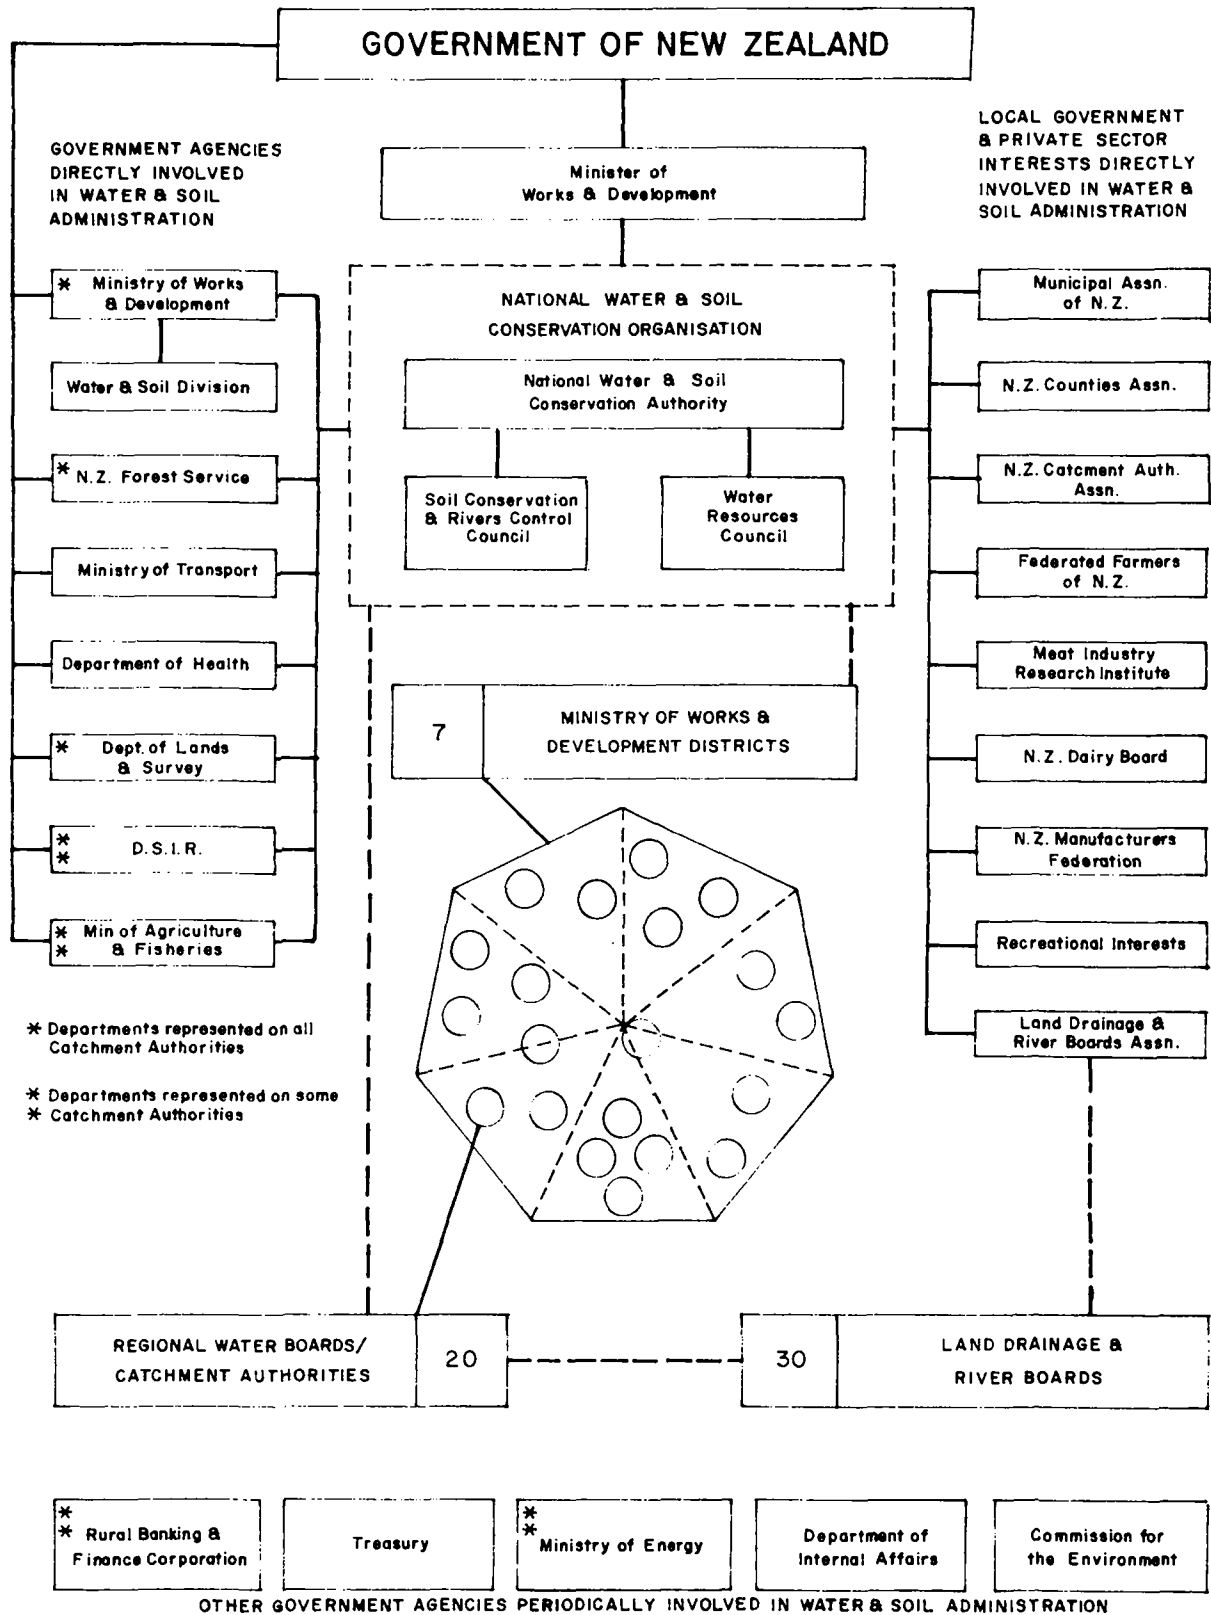 GOVERNMENT OF NEW ZEALAND
GOVERNMENT AGENCIES
DIRECTLY INVOLVED
IN WATER & SOIL
ADMINISTRATION
* Ministry of Works
& Development
Water & Soil Division
* N.Z. Forest Service
Ministry of Transport
Department of Health
* Dept. of Lands
& Survey
*
* D.S.I.R.
* Min of Agriculture
* & Fisheries
* Departments represented on all
Catchment Authorities
* Departments represented on some
* Catchment Authorities
Minister of
Works & Development
NATIONAL WATER & SOIL
CONSERVATION ORGANISATION
National Water & Soil
Conservation Authority
Soil Conservation
& Rivers Control
Council
Water
Resources
Council
7
MINISTRY OF WORKS &
DEVELOPMENT DISTRICTS
LOCAL GOVERNMENT
& PRIVATE SECTOR
INTERESTS DIRECTLY
INVOLVED IN WATER &
SOIL ADMINISTRATION
Municipal Assn.
of N.Z.
N.Z. Counties Assn.
N.Z. Catcment Auth.
Assn.
Federated Farmers
of N.Z.
Meat Industry
Research Institute
N.Z. Dairy Board
N.Z. Manufacturers
Federation
Recreational Interests
Land Drainage &
River Boards Assn.
REGIONAL WATER BOARDS/
CATCHMENT AUTHORITIES
20
30
LAND DRAINAGE &
RIVER BOARDS
*
* Rural Banking &
Finance Corporation
Treasury
*
*
Ministry of Energy
Department of
Internal Affairs
Commission for
the Environment
OTHER GOVERNMENT AGENCIES PERIODICALLY INVOLVED IN WATER & SOIL ADMINISTRATION